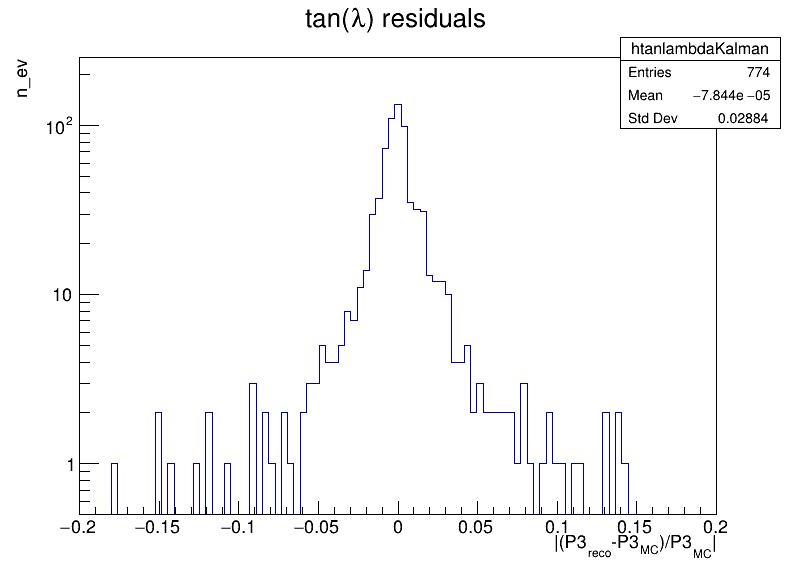 tan(λ) residuals
htanlambdaKalman
Entries 774
Mean −7.844e−05
Std Dev 0.02884
n_ev
10²
10
1
−0.2 −0.15 −0.1 −0.05 0 0.05 0.1 0.15 0.2
|(P3reco-P3MC)/P3MC|